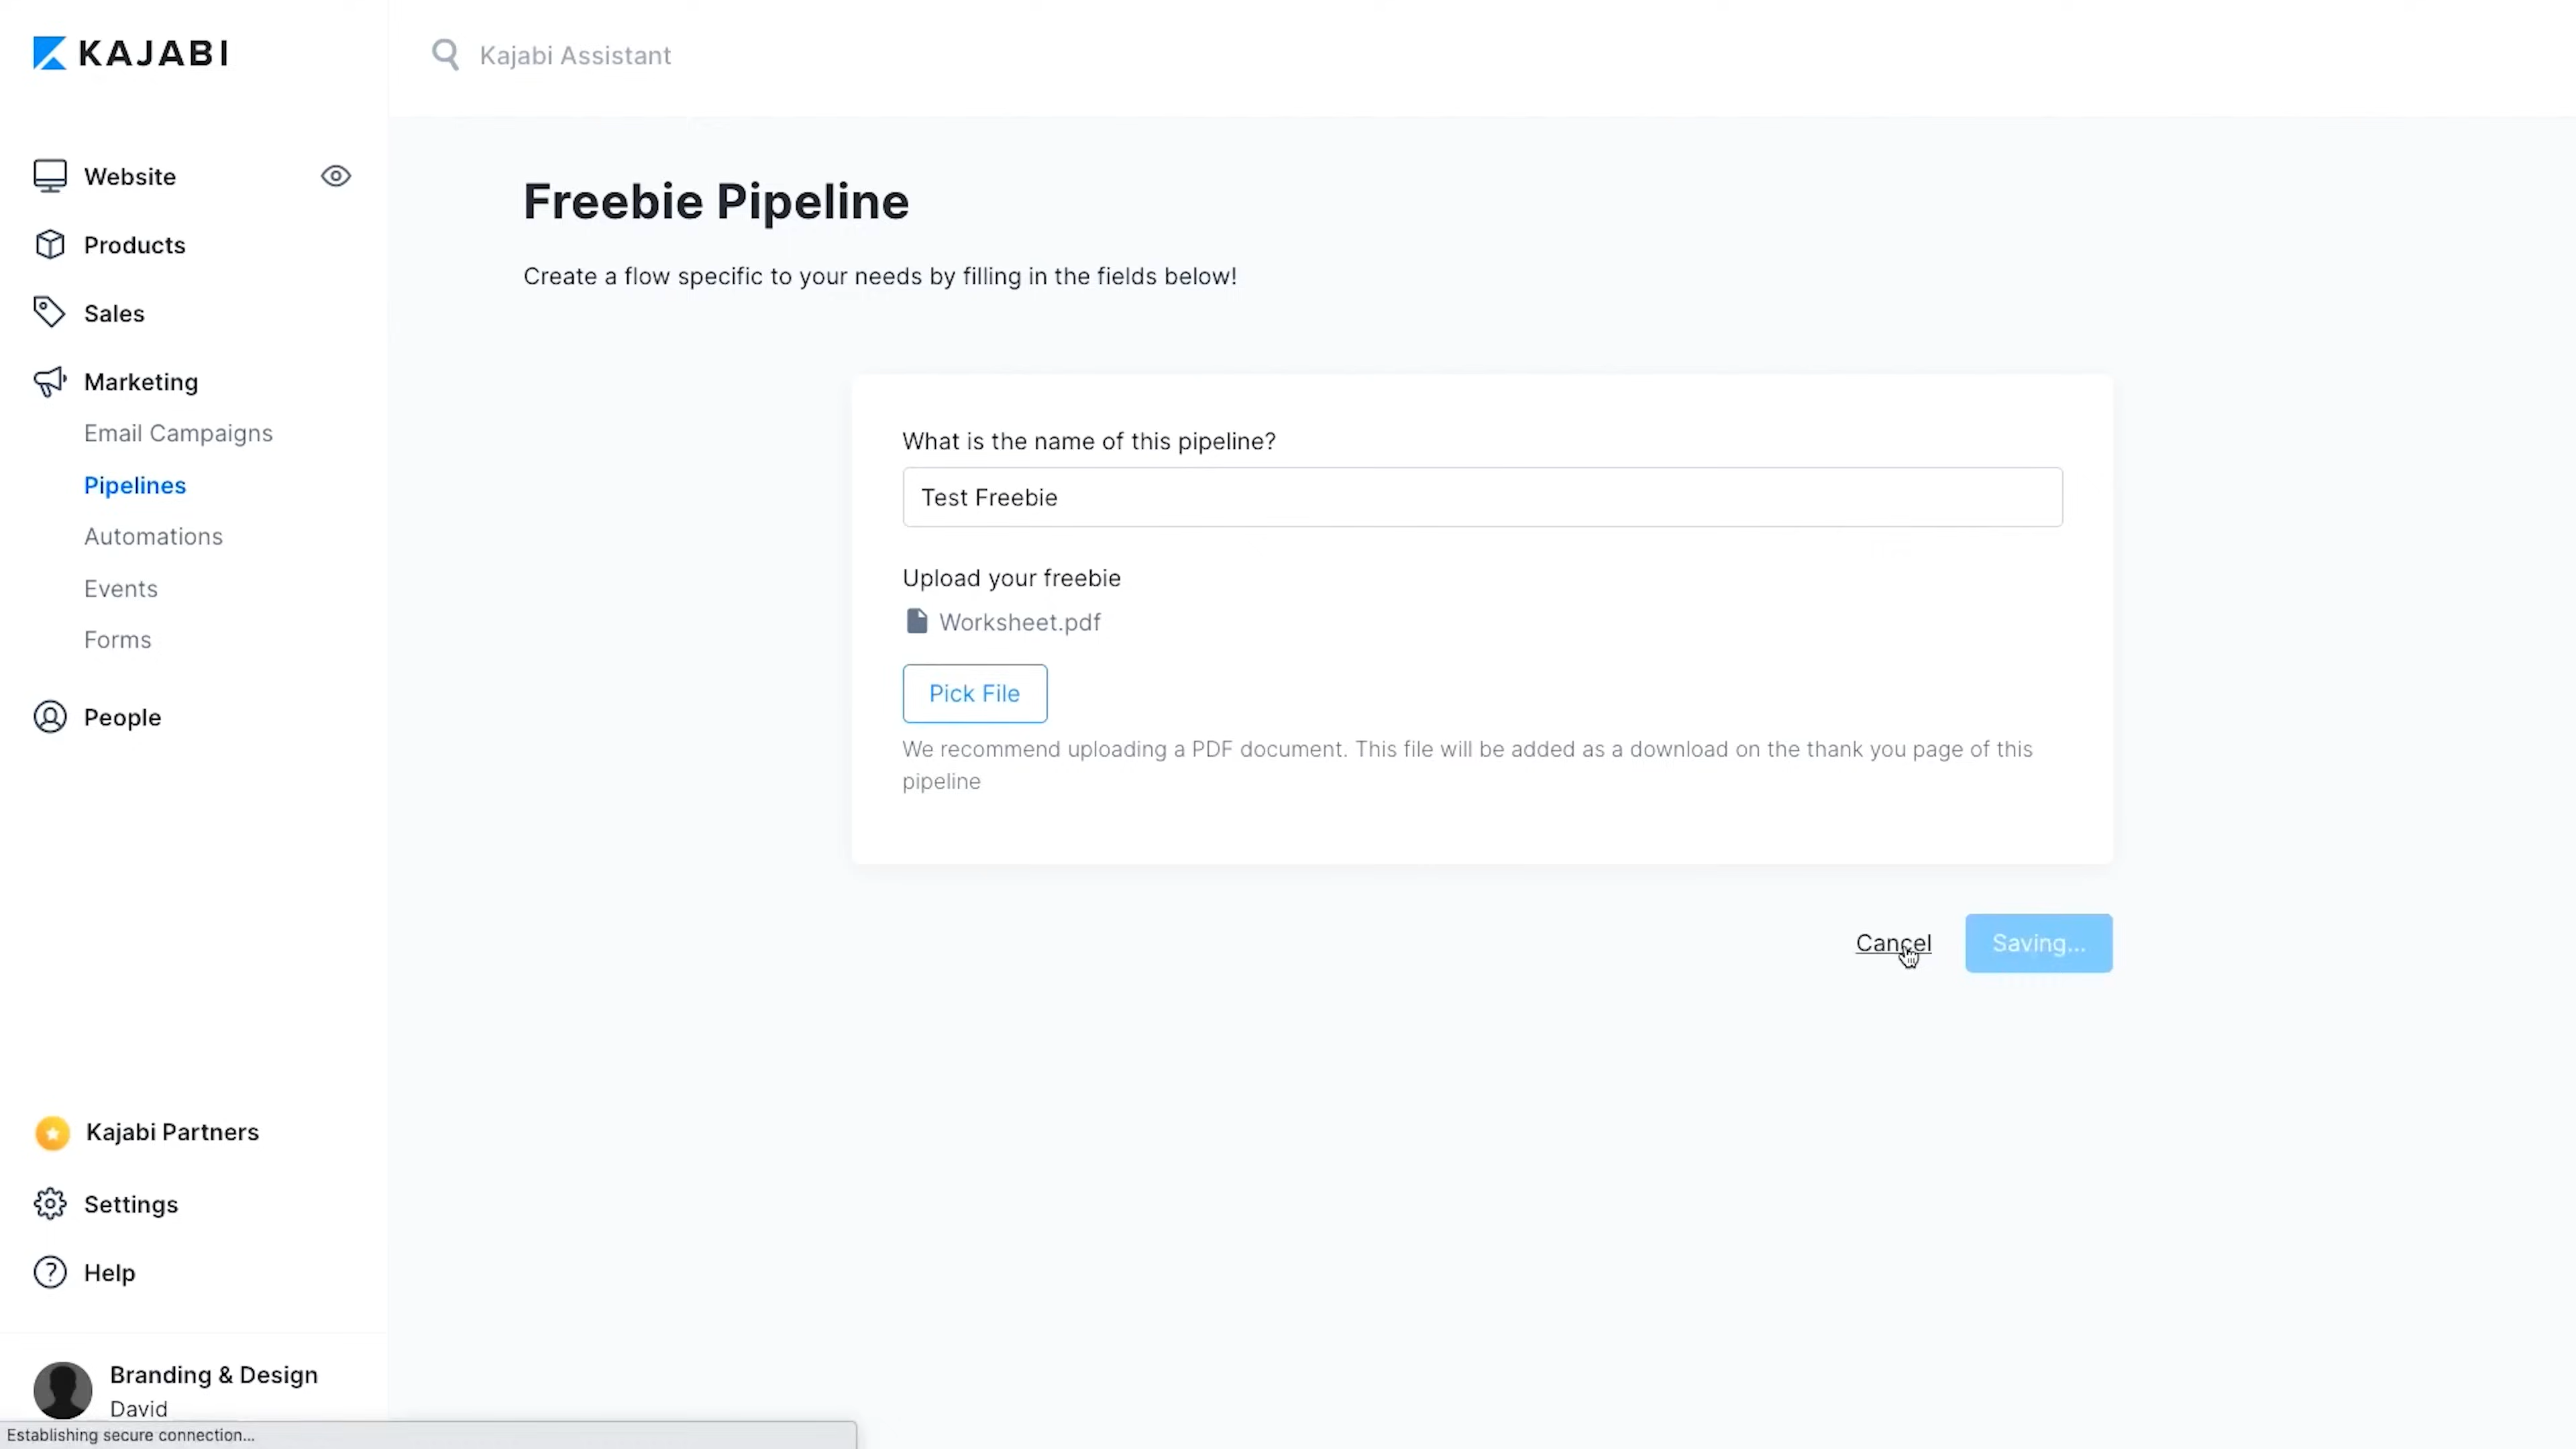 KAJABI
Kajabi Assistant
Website
Products
Sales
Marketing
Email Campaigns
Pipelines
Automations
Events
Forms
People
Kajabi Partners
Settings
Help
Branding & Design
David
Establishing secure connection...
Freebie Pipeline
Create a flow specific to your needs by filling in the fields below!
What is the name of this pipeline?
Test Freebie
Upload your freebie
Worksheet.pdf
Pick File
We recommend uploading a PDF document. This file will be added as a download on the thank you page of this
pipeline
Cancel
Saving...